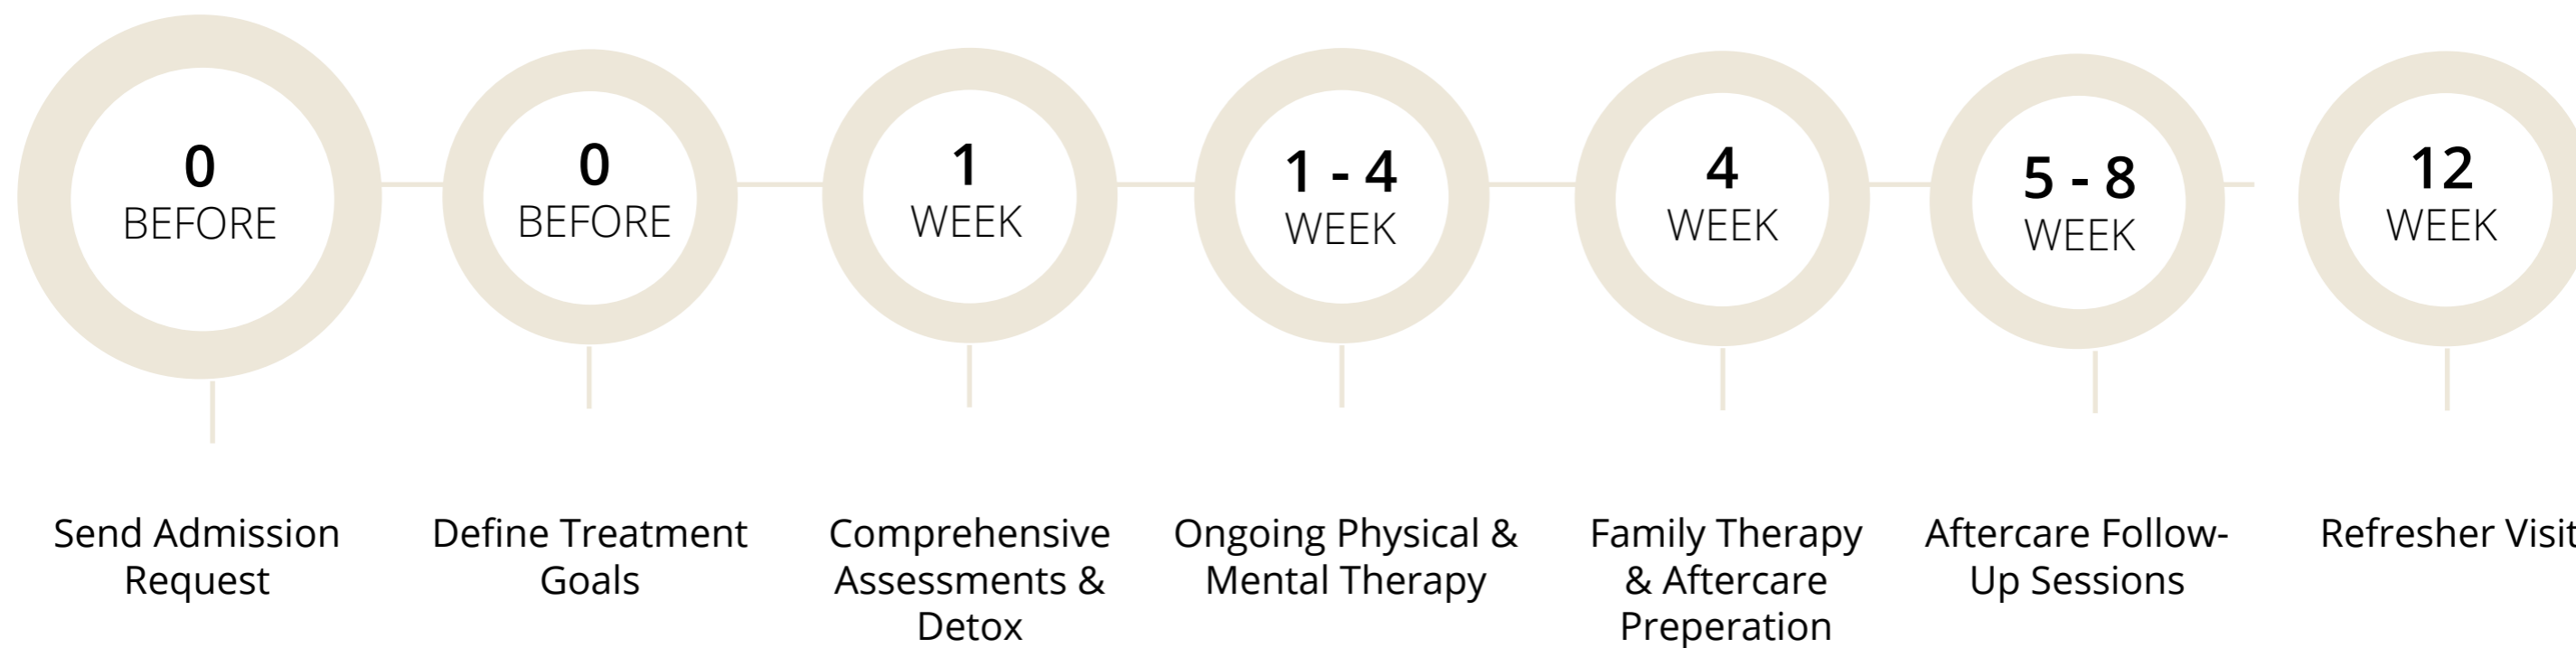 0
BEFORE
0
BEFORE
1
WEEK
1 - 4
WEEK
4
WEEK
5 - 8
WEEK
12
WEEK
Send Admission
Request
Define Treatment
Goals
Comprehensive
Assessments &
Detox
Ongoing Physical &
Mental Therapy
Family Therapy
& Aftercare
Preperation
Aftercare Follow-
Up Sessions
Refresher Visit